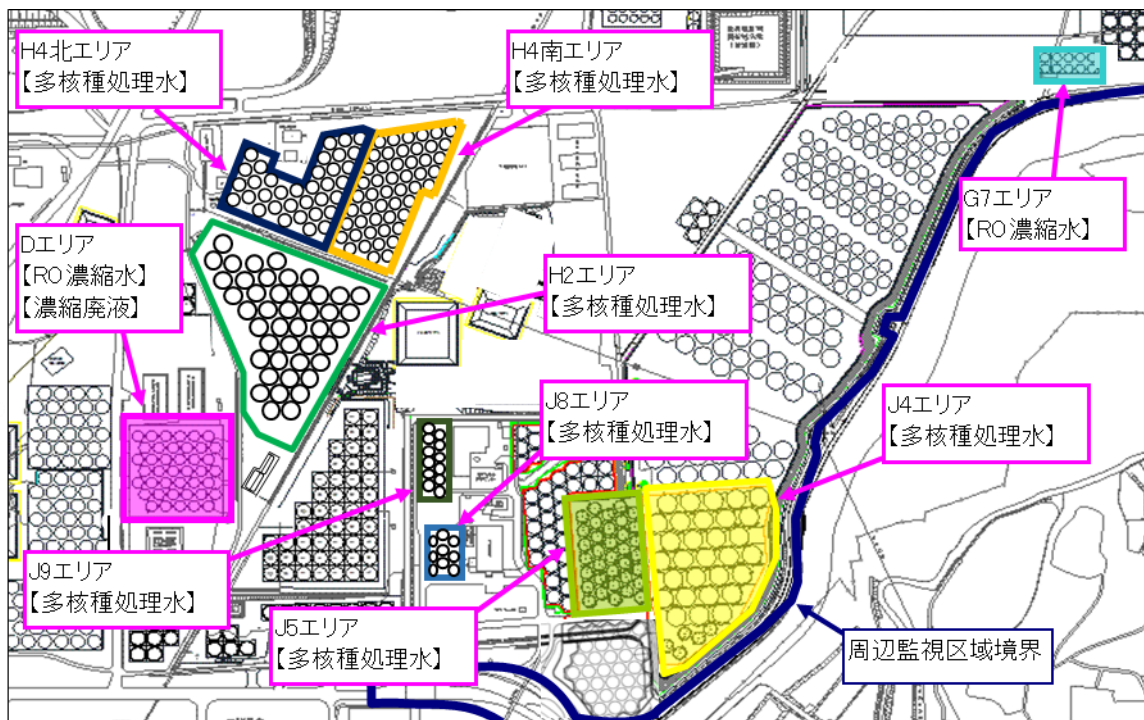 H4北エリア
【多核種処理水】
H4南エリア
【多核種処理水】
G7エリア
【RO濃縮水】
Dエリア
【RO濃縮水】
【濃縮廃液】
H2エリア
【多核種処理水】
J8エリア
【多核種処理水】
J4エリア
【多核種処理水】
J9エリア
【多核種処理水】
J5エリア
【多核種処理水】
周辺監視区域境界